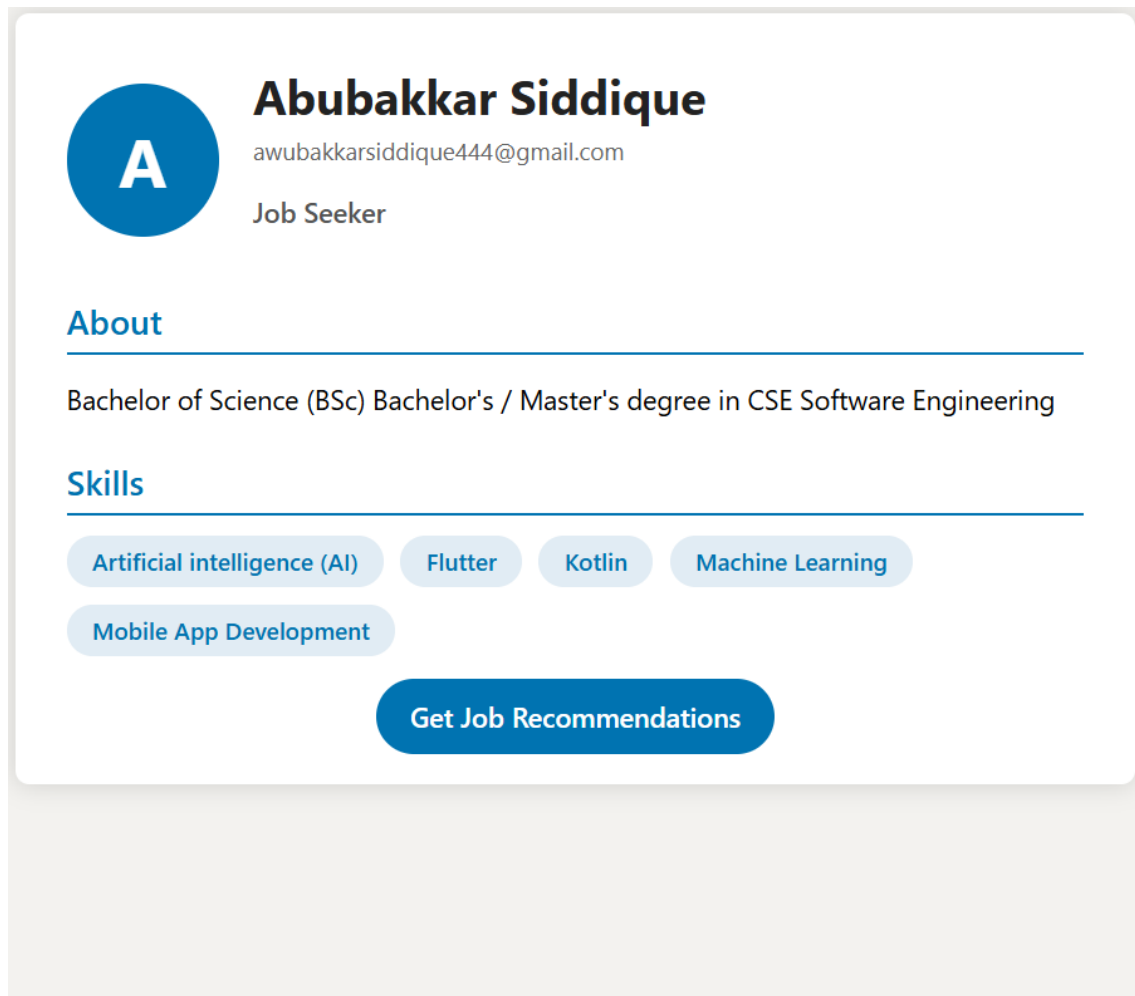 A
Abubakkar Siddique
awubakkarsiddique444@gmail.com
Job Seeker
About
Bachelor of Science (BSc) Bachelor's / Master's degree in CSE Software Engineering
Skills
Artificial intelligence (AI) Flutter Kotlin Machine Learning
Mobile App Development
Get Job Recommendations